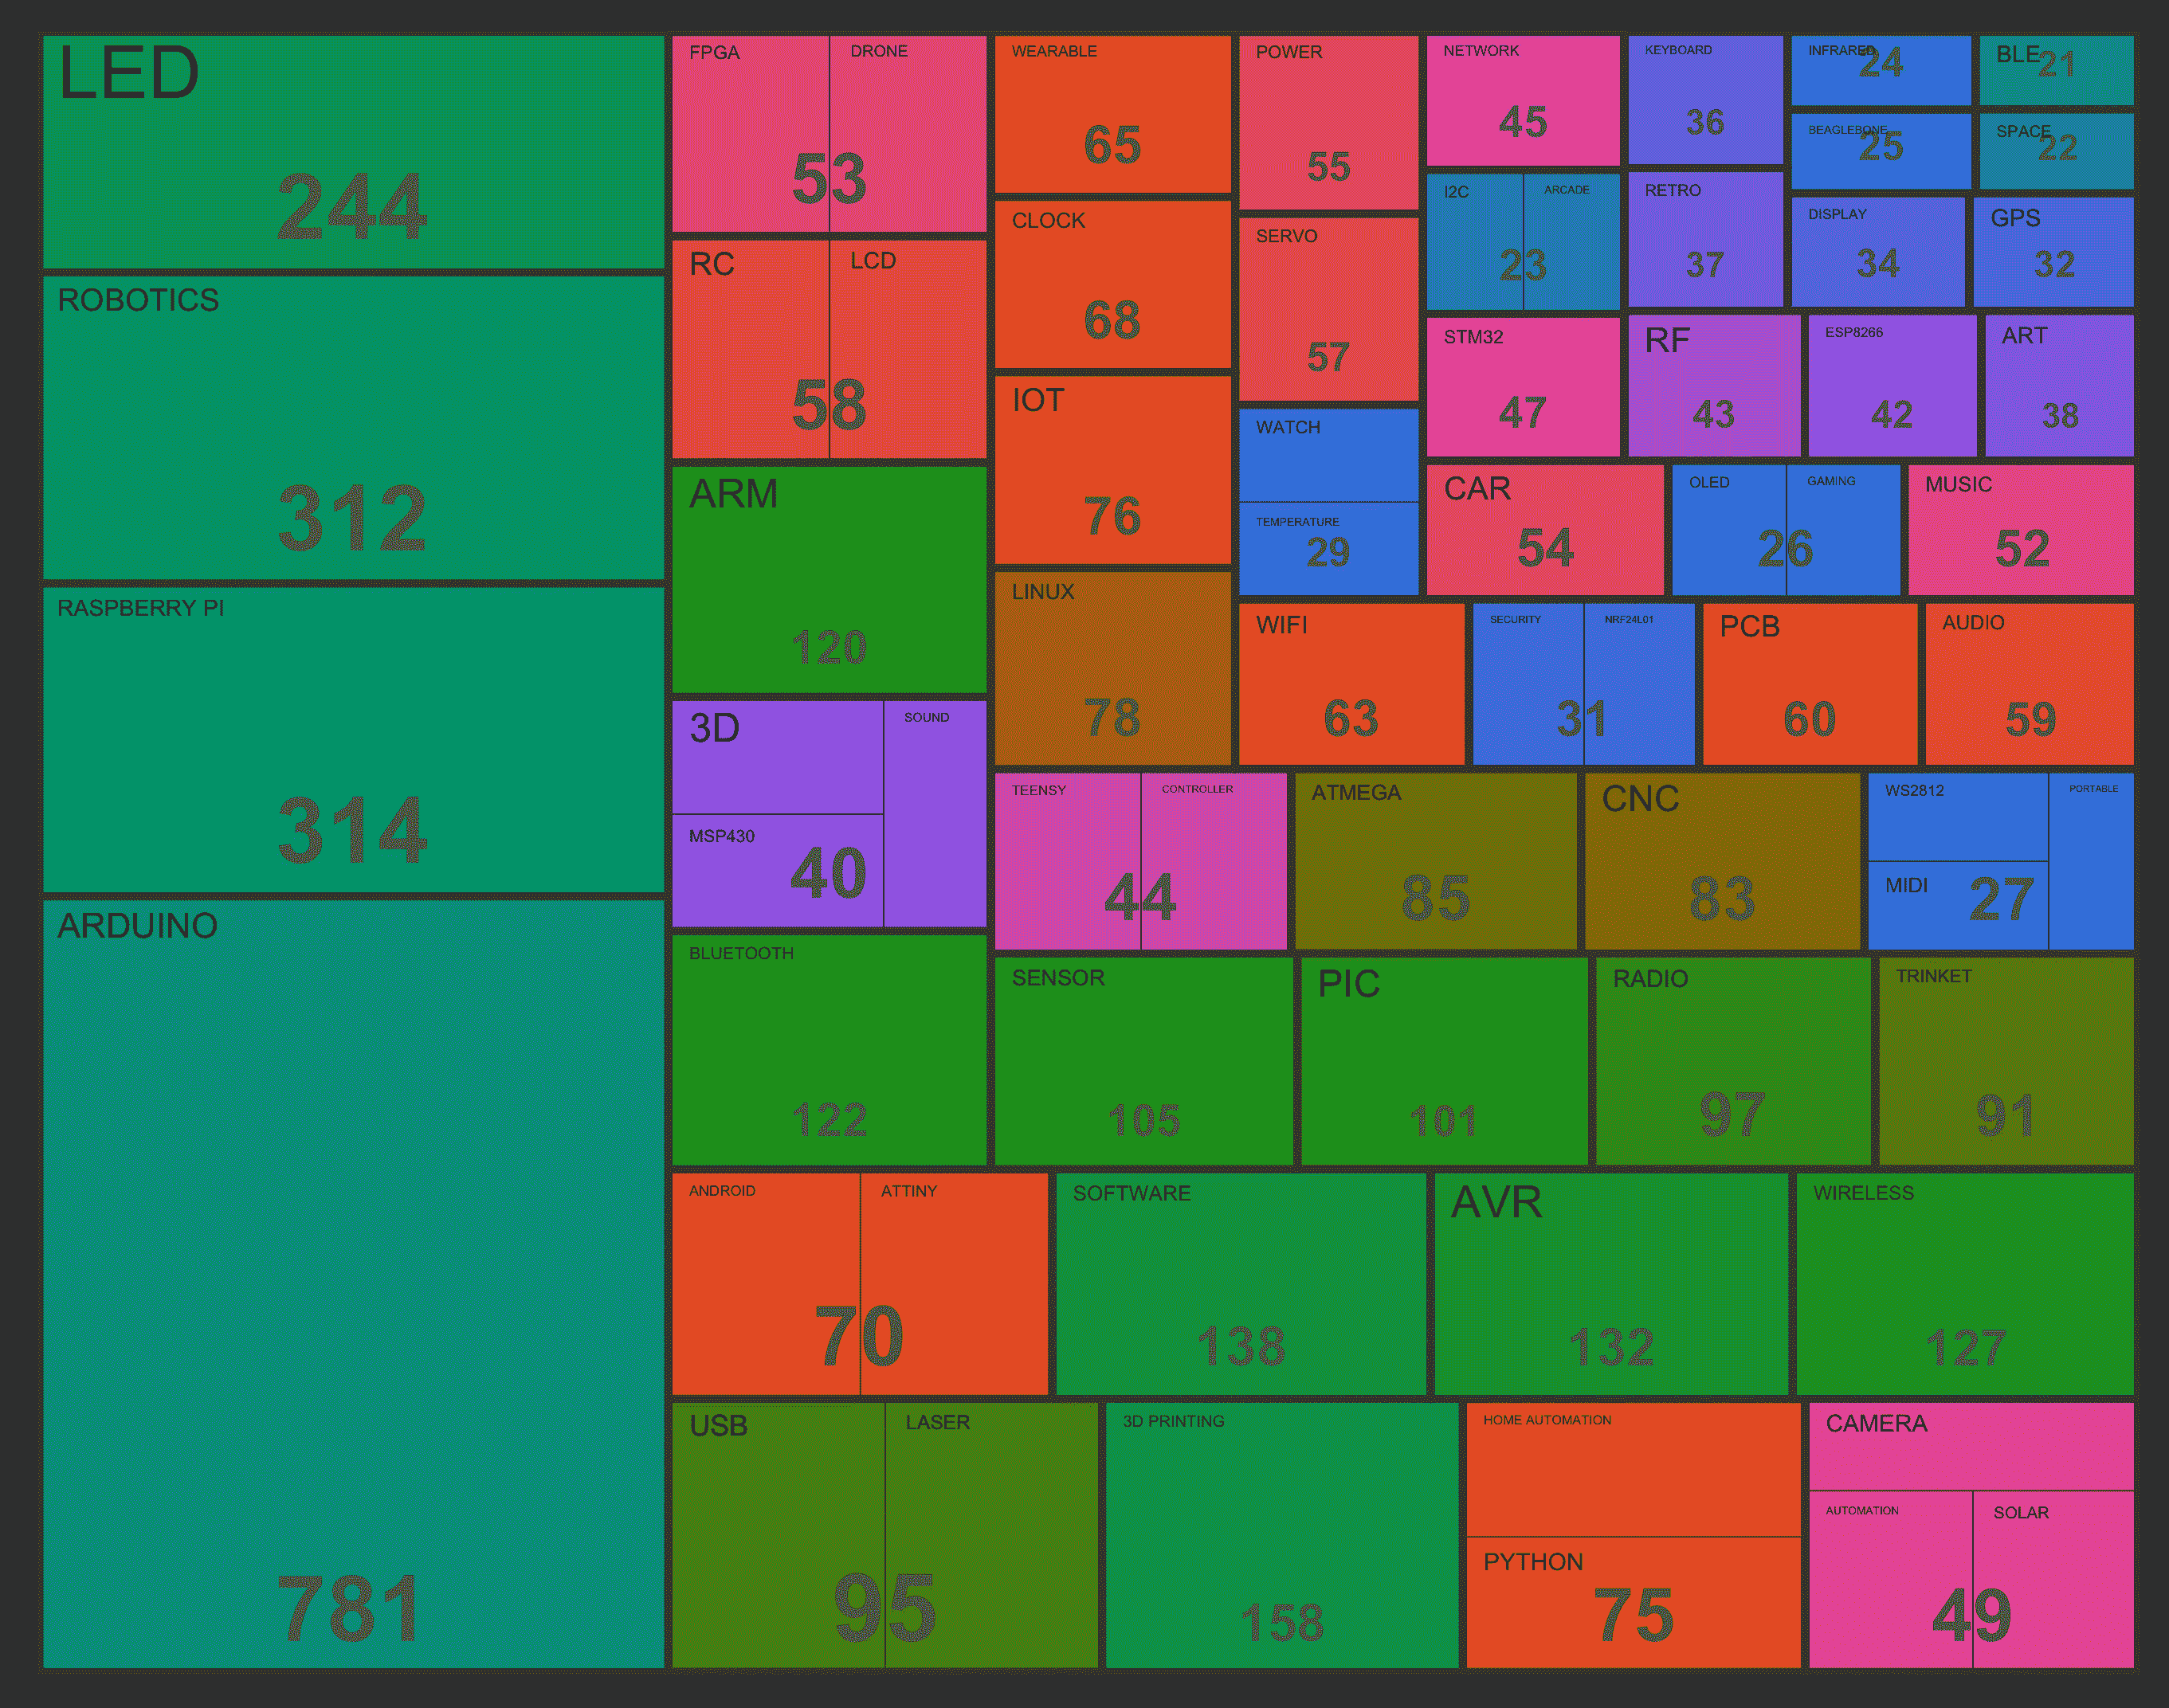 LED
244
ROBOTICS
312
RASPBERRY PI
314
ARDUINO
781
FPGA
DRONE
53
RC
LCD
58
ARM
120
3D
SOUND
MSP430
40
BLUETOOTH
122
ANDROID
ATTINY
70
USB
LASER
95
WEARABLE
65
CLOCK
68
IOT
76
LINUX
78
POWER
55
SERVO
57
WATCH
TEMPERATURE
29
NETWORK
45
I2C
ARCADE
23
STM32
47
KEYBOARD
36
RETRO
37
INFRARED
24
BEAGLEBONE
25
BLE
21
SPACE
22
DISPLAY
34
GPS
32
RF
43
ESP8266
42
ART
38
CAR
54
OLED
GAMING
26
MUSIC
52
WIFI
63
SECURITY
NRF24L01
31
PCB
60
AUDIO
59
TEENSY
CONTROLLER
44
ATMEGA
85
CNC
83
WS2812
PORTABLE
MIDI
27
SENSOR
105
PIC
101
RADIO
97
TRINKET
91
SOFTWARE
138
AVR
132
WIRELESS
127
3D PRINTING
158
HOME AUTOMATION
PYTHON
75
CAMERA
AUTOMATION
SOLAR
49